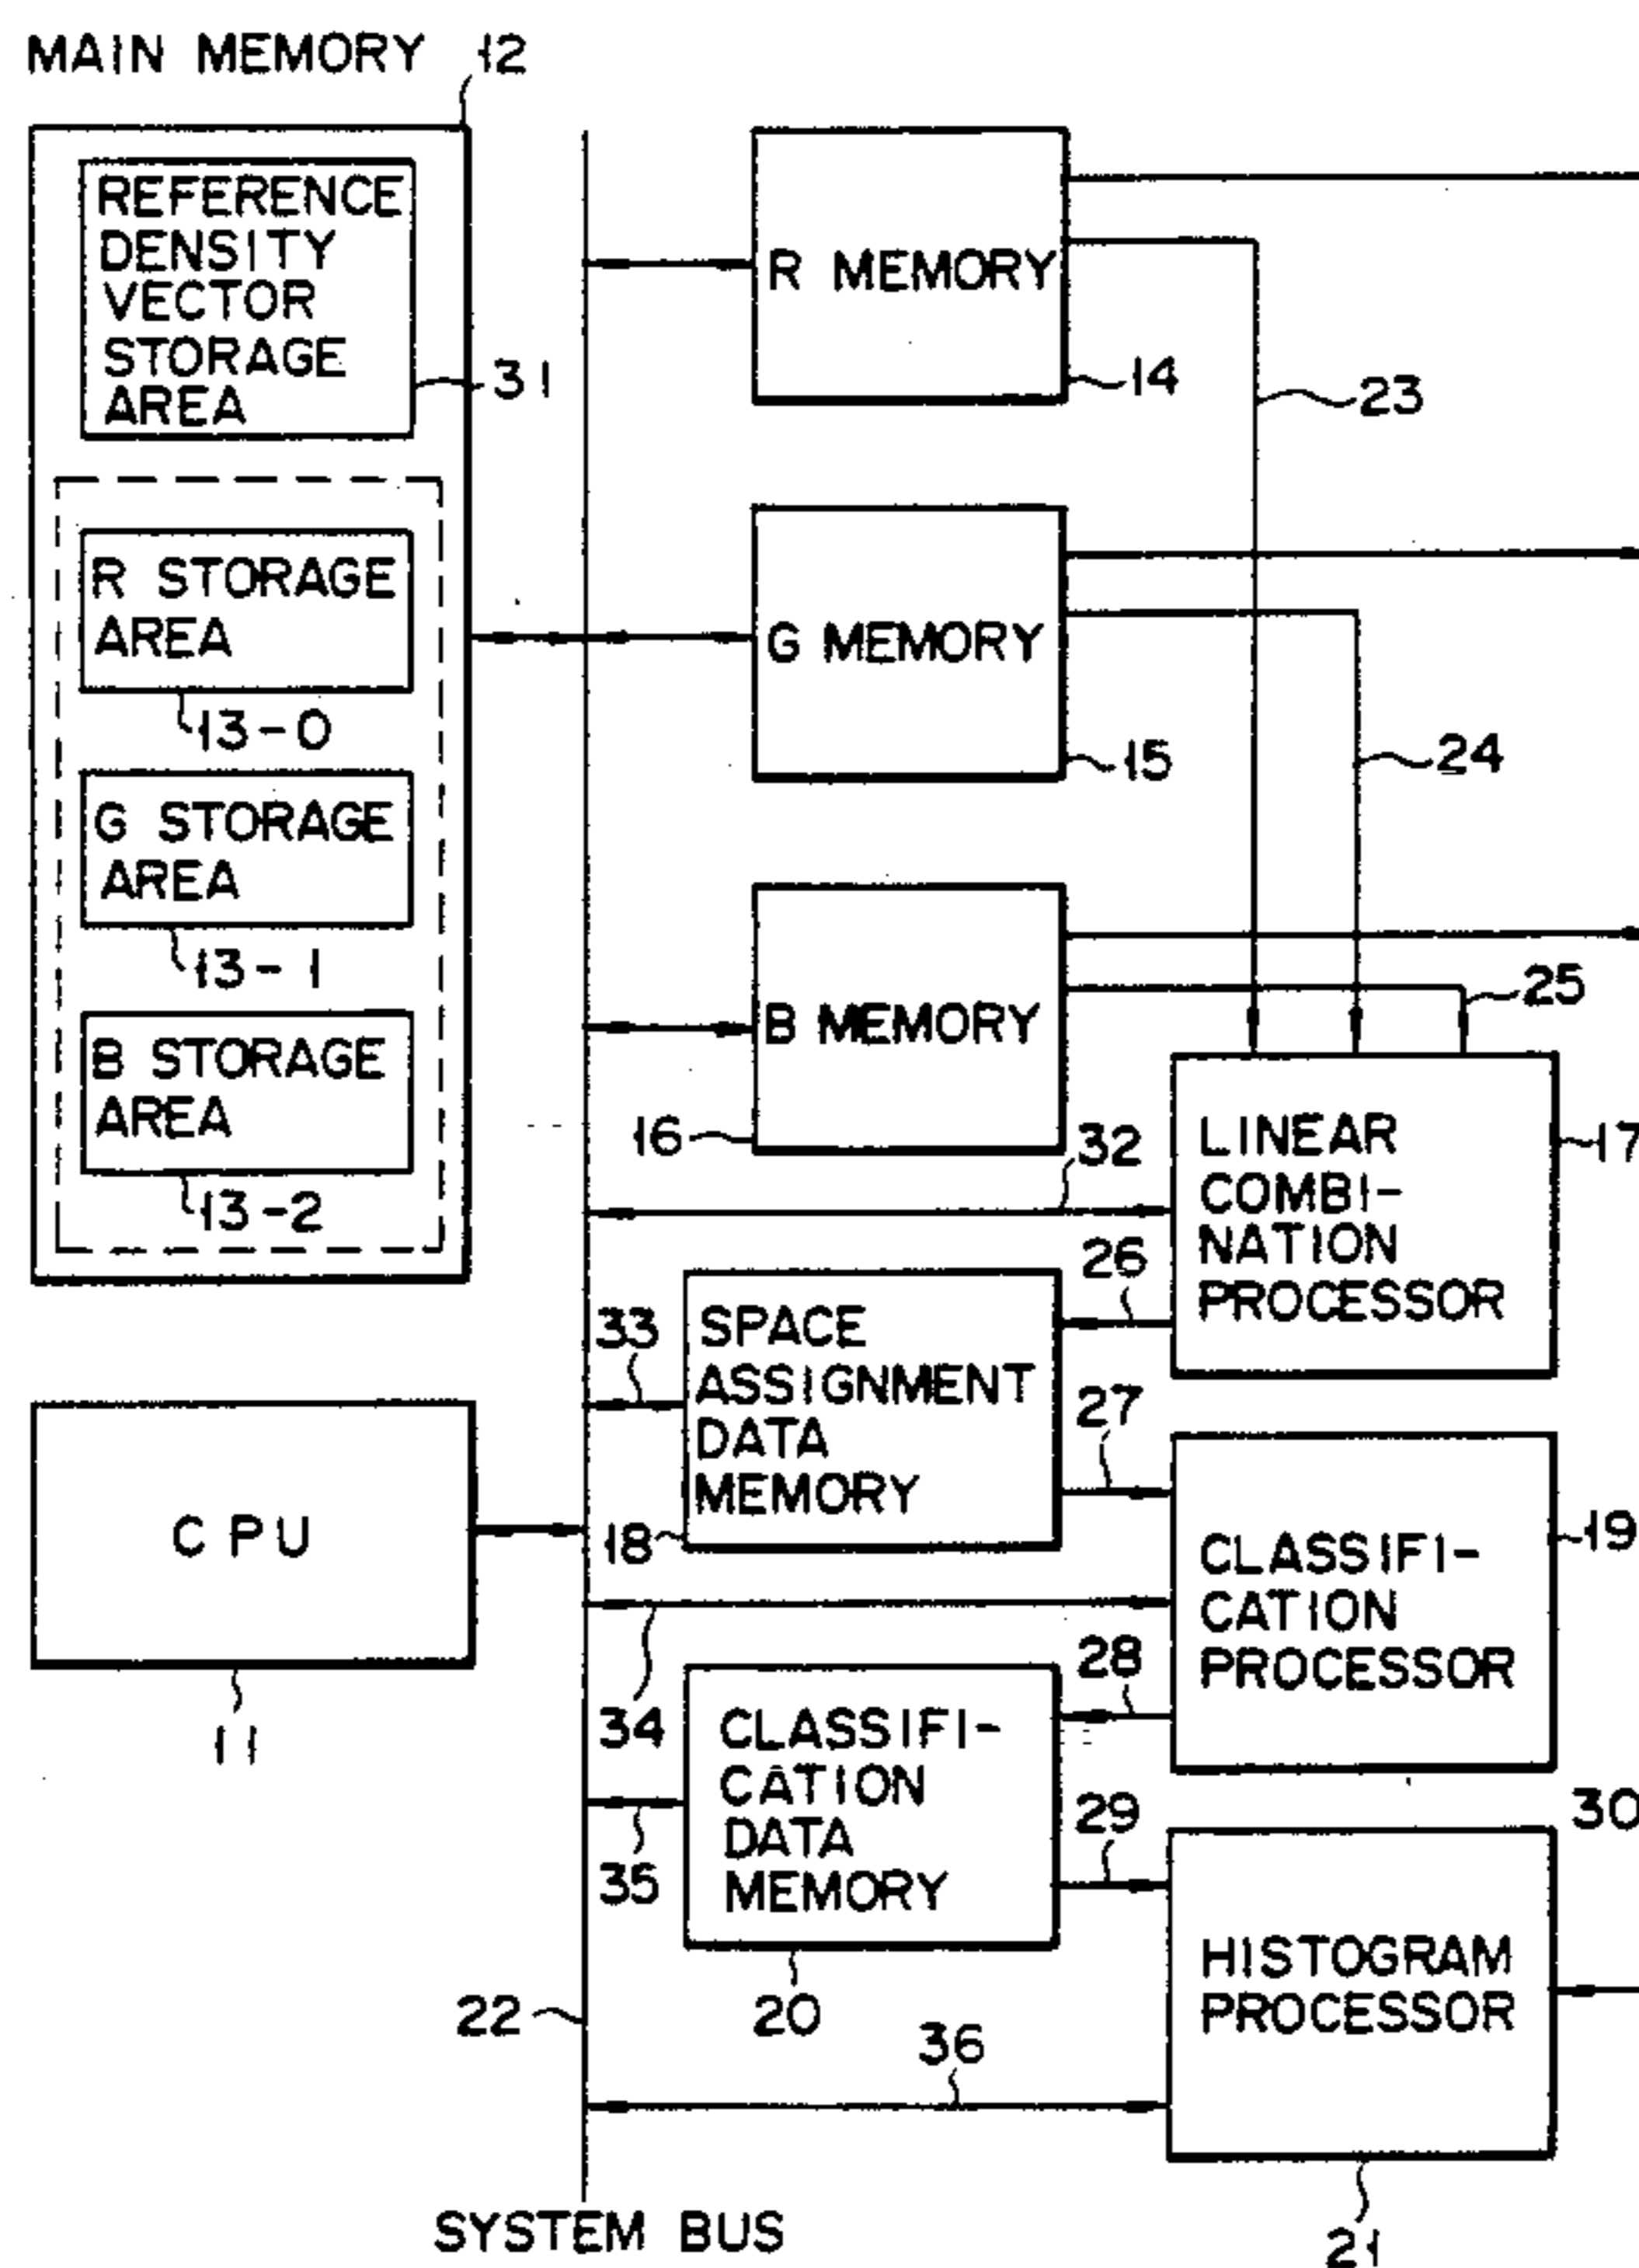 MAIN MEMORY 12
REFERENCE
DENSITY
VECTOR
STORAGE
AREA
31
R STORAGE
AREA
13-0
G STORAGE
AREA
13-1
B STORAGE
AREA
13-2
CPU
11
R MEMORY
14
23
G MEMORY
15
24
B MEMORY
16
25
32
LINEAR
COMBI-
NATION
PROCESSOR
17
26
33
SPACE
ASSIGNMENT
DATA
MEMORY
18
27
CLASSIFI-
CATION
PROCESSOR
19
34
28
CLASSIFI-
CATION
DATA
MEMORY
35
20
29
30
HISTOGRAM
PROCESSOR
21
22
36
SYSTEM BUS